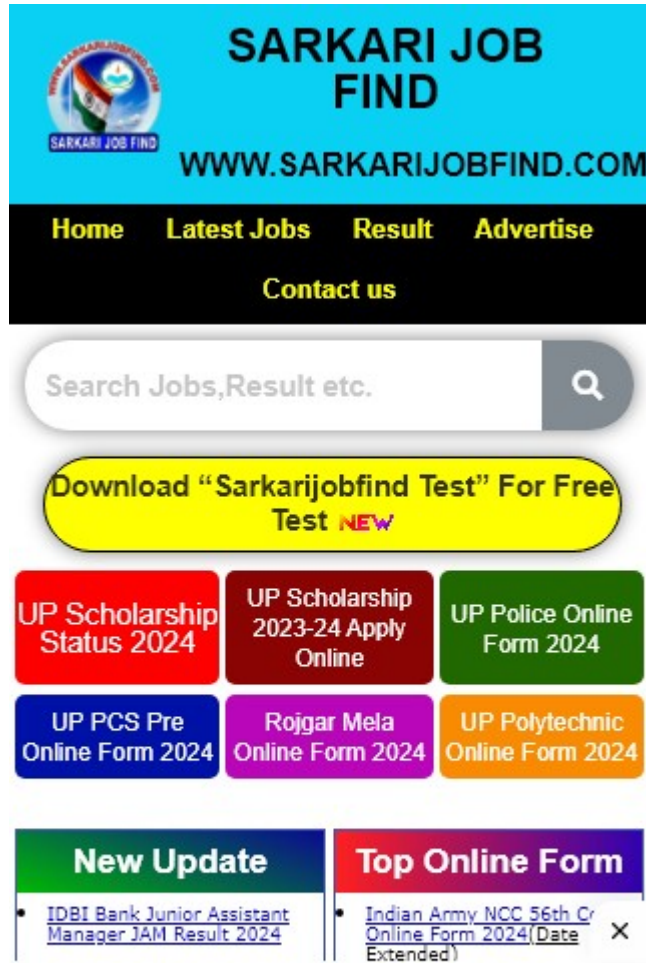 WWW.SARKARIJOBFIND.COM
SARKARI JOB FIND
SARKARI JOB
FIND
WWW.SARKARIJOBFIND.COM
Home Latest Jobs Result Advertise
Contact us
Search Jobs,Result etc.
Download “Sarkarijobfind Test” For Free
Test NEW
UP Scholarship
Status 2024
UP Scholarship
2023-24 Apply
Online
UP Police Online
Form 2024
UP PCS Pre
Online Form 2024
Rojgar Mela
Online Form 2024
UP Polytechnic
Online Form 2024
New Update
IDBI Bank Junior Assistant
Manager JAM Result 2024
Top Online Form
Indian Army NCC 56th
Online Form 2024(Date
Extended)